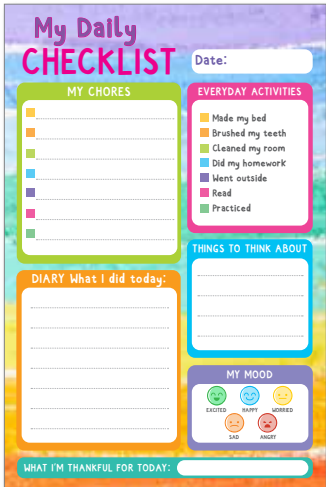 My Daily
CHECKLIST
Date:
MY CHORES
EVERYDAY ACTIVITIES
Made my bed
Brushed my teeth
Cleaned my room
Did my homework
Went outside
Read
Practiced
THINGS TO THINK ABOUT
DIARY What I did today:
MY MOOD
EXCITED HAPPY WORRIED
SAD ANGRY
WHAT I'M THANKFUL FOR TODAY: